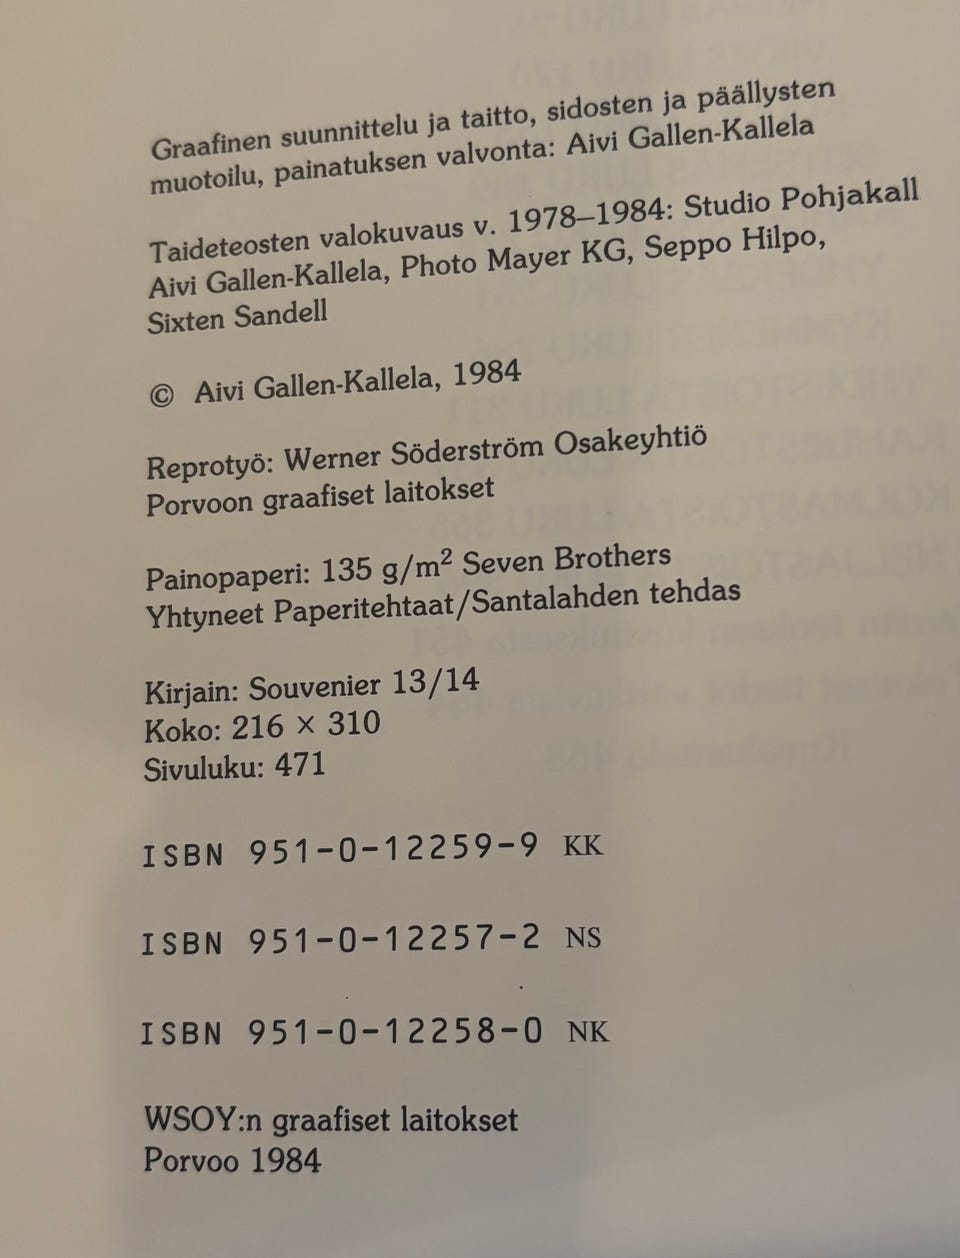 Graafinen suunnittelu ja taitto, sidosten ja päällysten
muotoilu, painatuksen valvonta: Aivi Gallen-Kallela
Taideteosten valokuvaus v. 1978–1984: Studio Pohjakall
Aivi Gallen-Kallela, Photo Mayer KG, Seppo Hilpo,
Sixten Sandell
© Aivi Gallen-Kallela, 1984
Reprotyö: Werner Söderström Osakeyhtiö
Porvoon graafiset laitokset
Painopaperi: 135 g/m² Seven Brothers
Yhtyneet Paperitehtaat/Santalahden tehdas
Kirjain: Souvenier 13/14
Koko: 216 × 310
Sivuluku: 471
ISBN 951-0-12259-9 KK
ISBN 951-0-12257-2 NS
ISBN 951-0-12258-0 NK
WSOY:n graafiset laitokset
Porvoo 1984